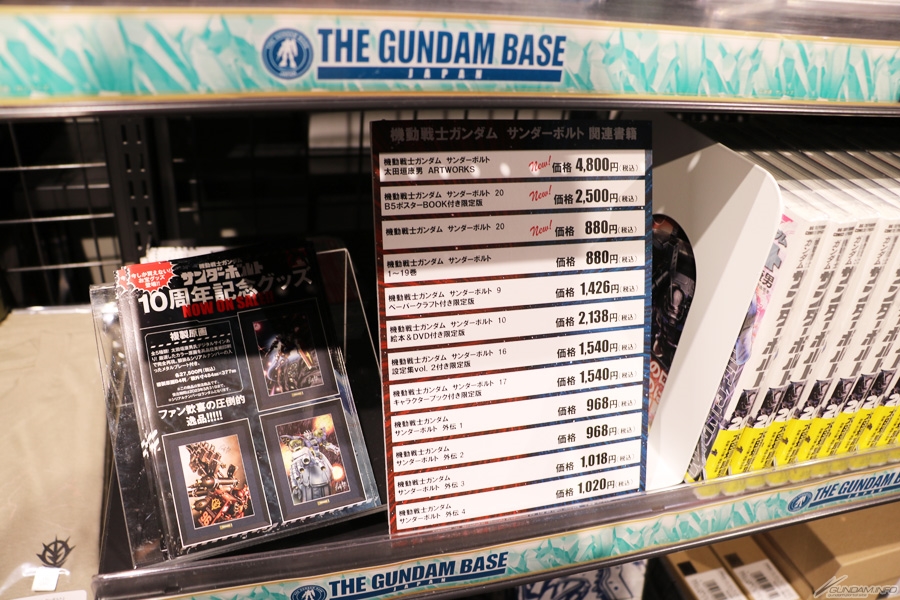 THE GUNDAM BASE
JAPAN
機動戦士ガンダム サンダーボルト 関連書籍
機動戦士ガンダム サンダーボルト
太田垣康男 ARTWORKS
New! 価格 4,800円(税込)
機動戦士ガンダム サンダーボルト 20
B5ポスターBOOK付き限定版
New! 価格 2,500円(税込)
機動戦士ガンダム サンダーボルト 20
New! 価格 880円(税込)
機動戦士ガンダム サンダーボルト
1～19巻
価格 880円(税込)
機動戦士ガンダム サンダーボルト 9
ペーパークラフト付き限定版
価格 1,426円(税込)
機動戦士ガンダム サンダーボルト 10
絵本&DVD付き限定版
価格 2,138円(税込)
機動戦士ガンダム サンダーボルト 16
設定集vol.2付き限定版
価格 1,540円(税込)
機動戦士ガンダム サンダーボルト 17
キャラクターブック付き限定版
価格 1,540円(税込)
機動戦士ガンダム
サンダーボルト 外伝 1
価格 968円(税込)
機動戦士ガンダム
サンダーボルト 外伝 2
価格 968円(税込)
機動戦士ガンダム
サンダーボルト 外伝 3
価格 1,018円(税込)
機動戦士ガンダム
サンダーボルト 外伝 4
価格 1,020円(税込)
機動戦士ガンダム
サンダーボルト
10周年記念グッズ
NOW ON SALE!!
複製原画
ファン歓喜の圧倒的
逸品!!!!!
THE GUNDAM BASE
JAPAN
THE GUNDAM BASE
GUNDAM.INFO